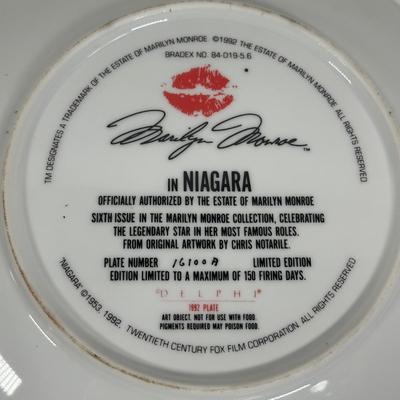 TM DESIGNATES A TRADEMARK OF THE ESTATE OF MARILYN MONROE ©1992 THE ESTATE OF MARILYN MONROE ALL RIGHTS RESERVED
BRADEX NO. 84-D19-5.6
Marilyn Monroe™
IN NIAGARA
OFFICIALLY AUTHORIZED BY THE ESTATE OF MARILYN MONROE
SIXTH ISSUE IN THE MARILYN MONROE COLLECTION, CELEBRATING
THE LEGENDARY STAR IN HER MOST FAMOUS ROLES.
FROM ORIGINAL ARTWORK BY CHRIS NOTARILE.
PLATE NUMBER 16100A LIMITED EDITION
EDITION LIMITED TO A MAXIMUM OF 150 FIRING DAYS.
DELPHI
1992 PLATE
ART OBJECT. NOT FOR USE WITH FOOD.
PIGMENTS REQUIRED MAY POISON FOOD.
"NIAGARA" ©1953, 1992. TWENTIETH CENTURY FOX FILM CORPORATION. ALL RIGHTS RESERVED